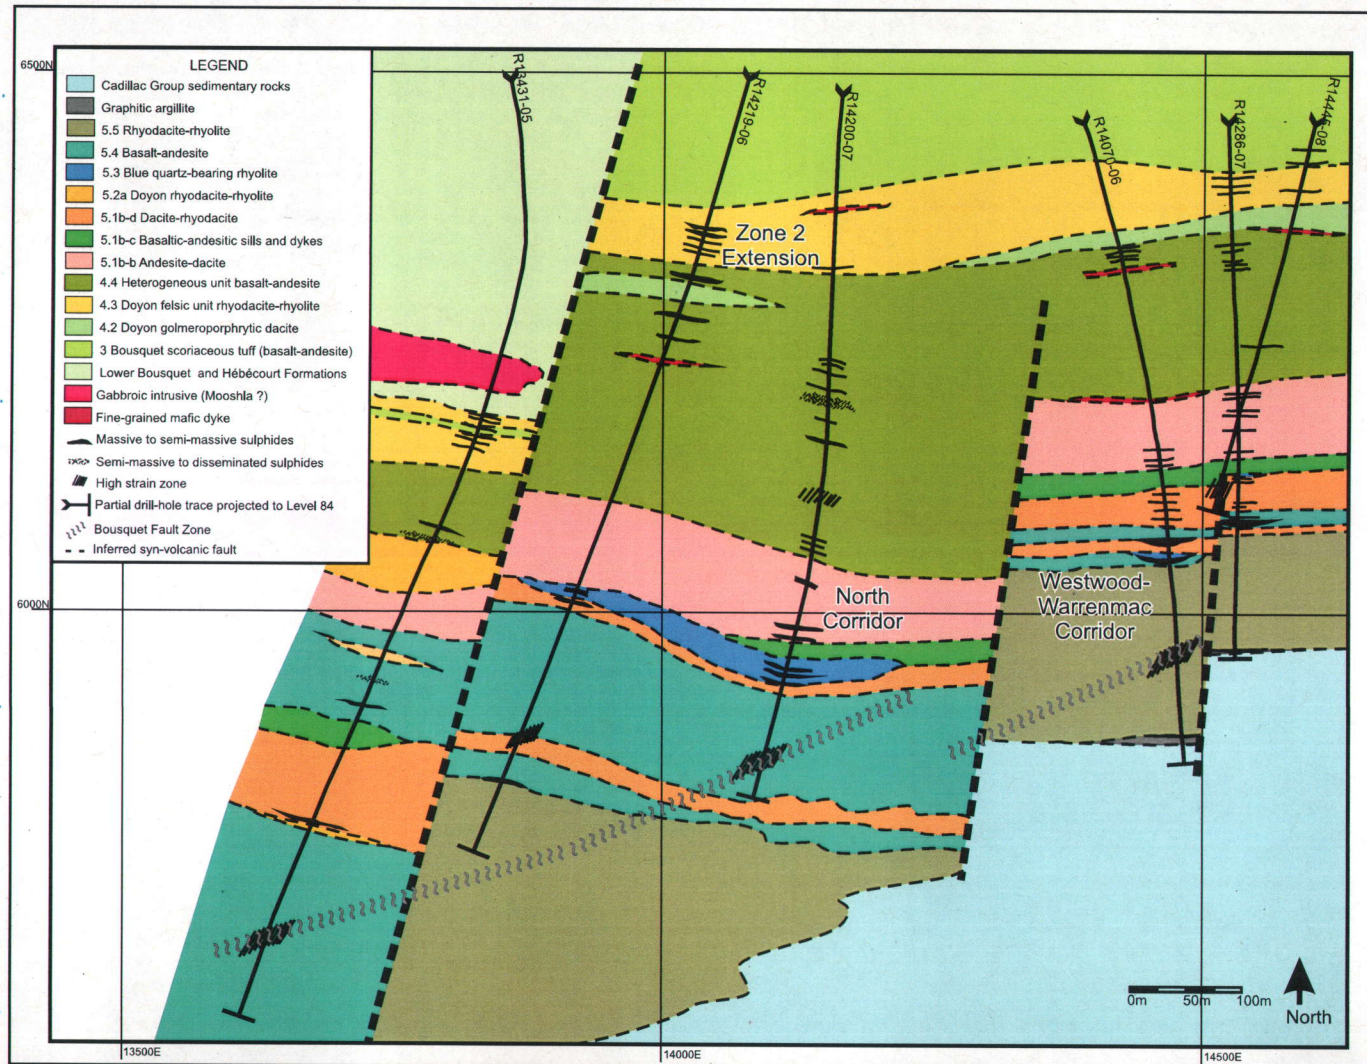 6500N
LEGEND
Cadillac Group sedimentary rocks
Graphitic argillite
5.5 Rhyodacite-rhyolite
5.4 Basalt-andesite
5.3 Blue quartz-bearing rhyolite
5.2a Doyon rhyodacite-rhyolite
5.1b-d Dacite-rhyodacite
5.1b-c Basaltic-andesitic sills and dykes
5.1b-b Andesite-dacite
4.4 Heterogeneous unit basalt-andesite
4.3 Doyon felsic unit rhyodacite-rhyolite
4.2 Doyon golmeroporphrytic dacite
3 Bousquet scoriaceous tuff (basalt-andesite)
Lower Bousquet and Hébécourt Formations
Gabbroic intrusive (Mooshla ?)
Fine-grained mafic dyke
Massive to semi-massive sulphides
Semi-massive to disseminated sulphides
High strain zone
Partial drill-hole trace projected to Level 84
Bousquet Fault Zone
Inferred syn-volcanic fault
R13431-05
R14219-06
R14200-07
R14070-06
R14286-07
R14446-08
Zone 2
Extension
6000N
North
Corridor
Westwood-
Warrenmac
Corridor
0m 50m 100m
North
13500E
14000E
14500E